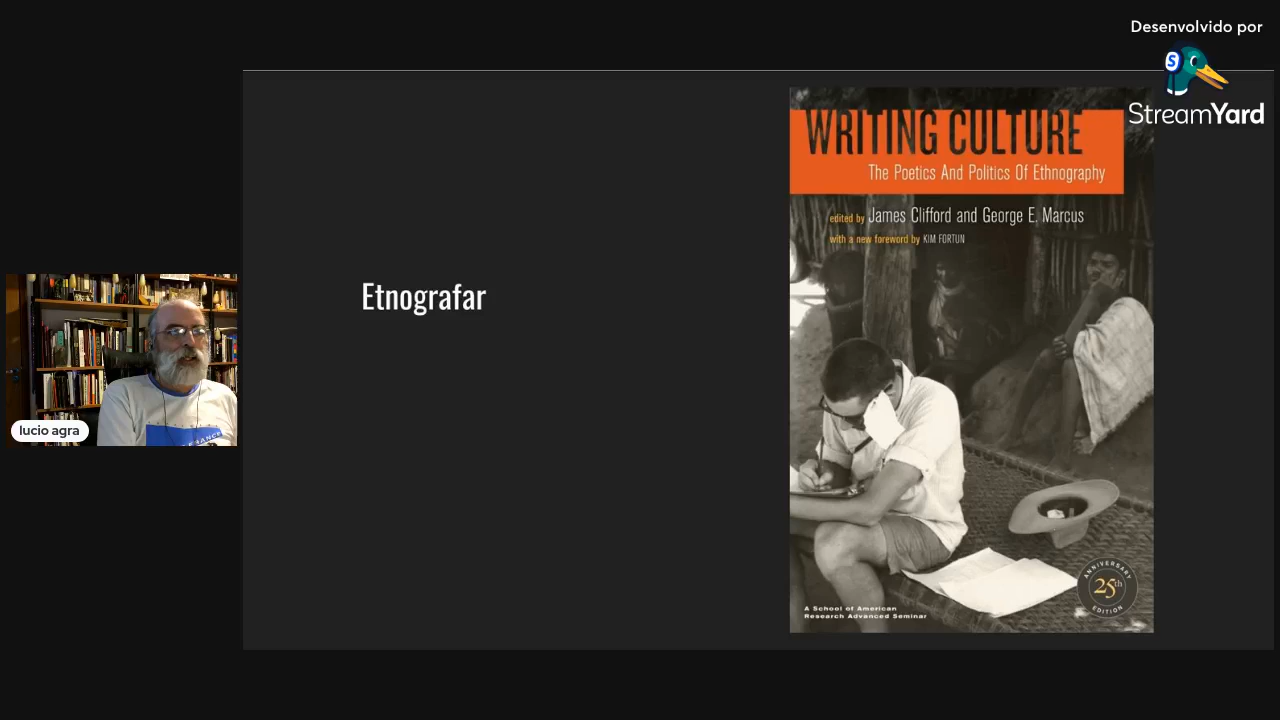 Desenvolvido por
StreamYard
WRITING CULTURE
The Poetics And Politics Of Ethnography
edited by James Clifford and George E. Marcus
with a new foreword by KIM FORTUN
Etnografar
lucio agra
ANNIVERSARY
25th
EDITION
A School of American
Research Advanced Seminar